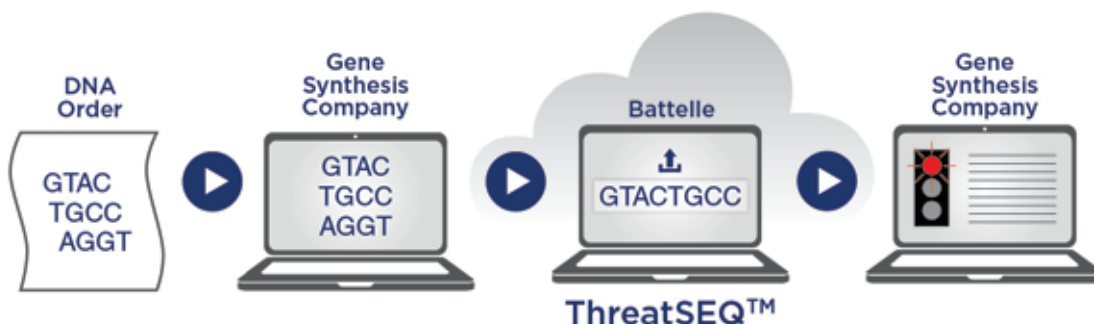 DNA
Order
GTAC
TGCC
AGGT
Gene
Synthesis
Company
GTAC
TGCC
AGGT
Battelle
GTACTGCC
ThreatSEQ™
Gene
Synthesis
Company